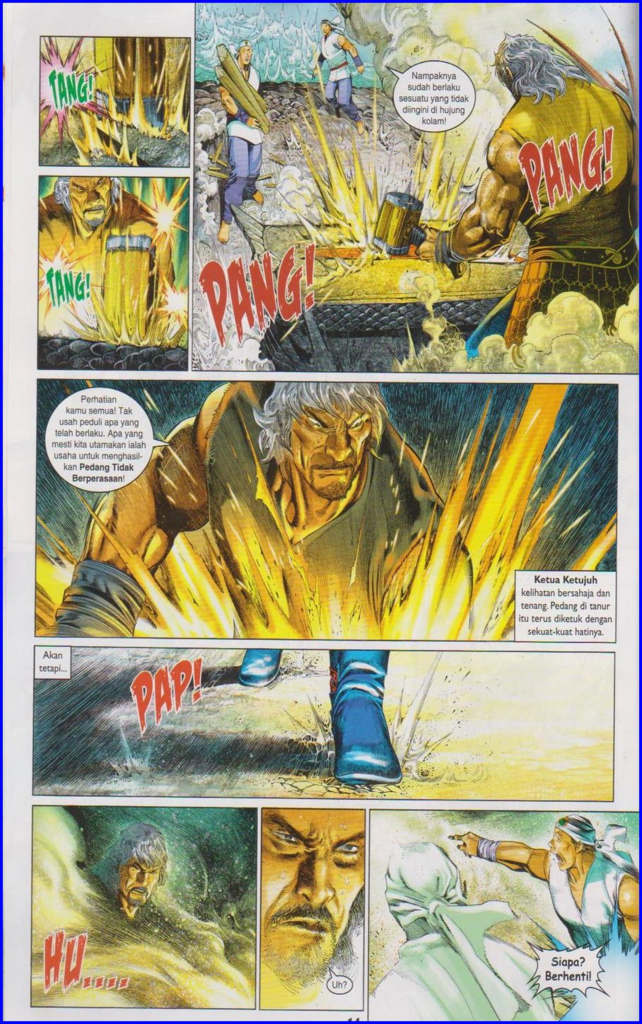 TANG!
TANG!
Nampaknya
sudah berlaku
sesuatu yang tidak
diingini di hujung
kolam!
PANG!
PANG!
Perhatian
kamu semua! Tak
usah peduli apa yang
telah berlaku. Apa yang
mesti kita utamakan ialah
usaha untuk menghasil-
kan Pedang Tidak
Berperasaan!
Ketua Ketujuh
kelihatan bersahaja dan
tenang. Pedang di tanur
itu terus diketuk dengan
sekuat-kuat hatinya.
Akan
tetapi...
PAP!
HU....
Uh?
Siapa?
Berhenti!